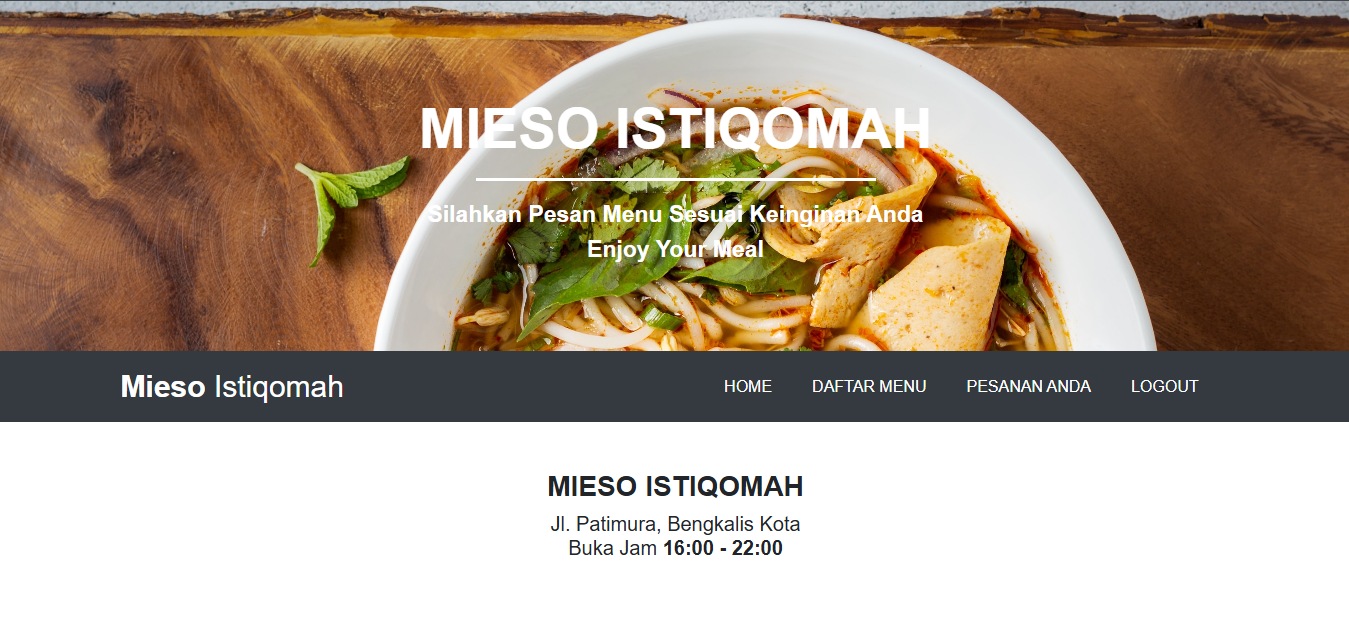 MIESO ISTIQOMAH
Silahkan Pesan Menu Sesuai Keinginan Anda
Enjoy Your Meal
Mieso Istiqomah
HOME
DAFTAR MENU
PESANAN ANDA
LOGOUT
MIESO ISTIQOMAH
Jl. Patimura, Bengkalis Kota
Buka Jam 16:00 - 22:00